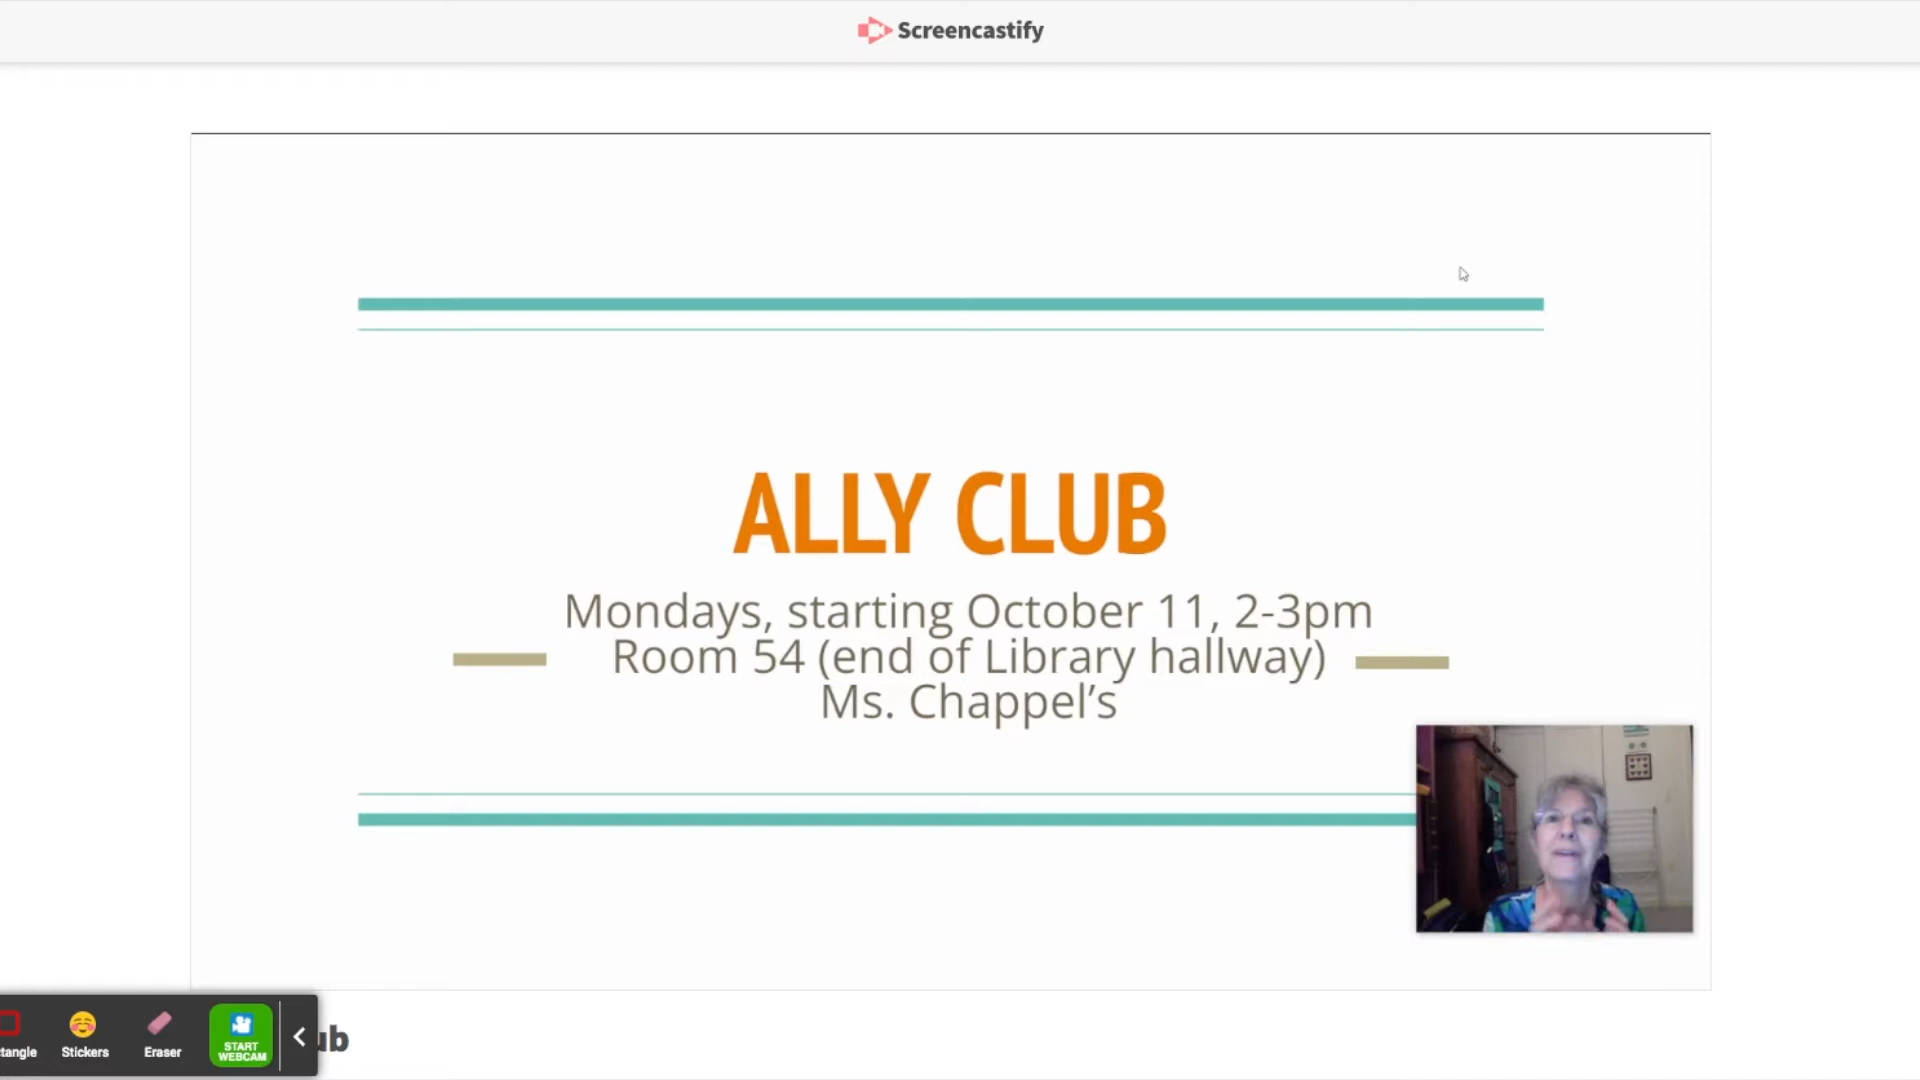 Screencastify
ALLY CLUB
Mondays, starting October 11, 2-3pm
Room 54 (end of Library hallway)
Ms. Chappel’s
tangle
Stickers
Eraser
START
WEBCAM
ub